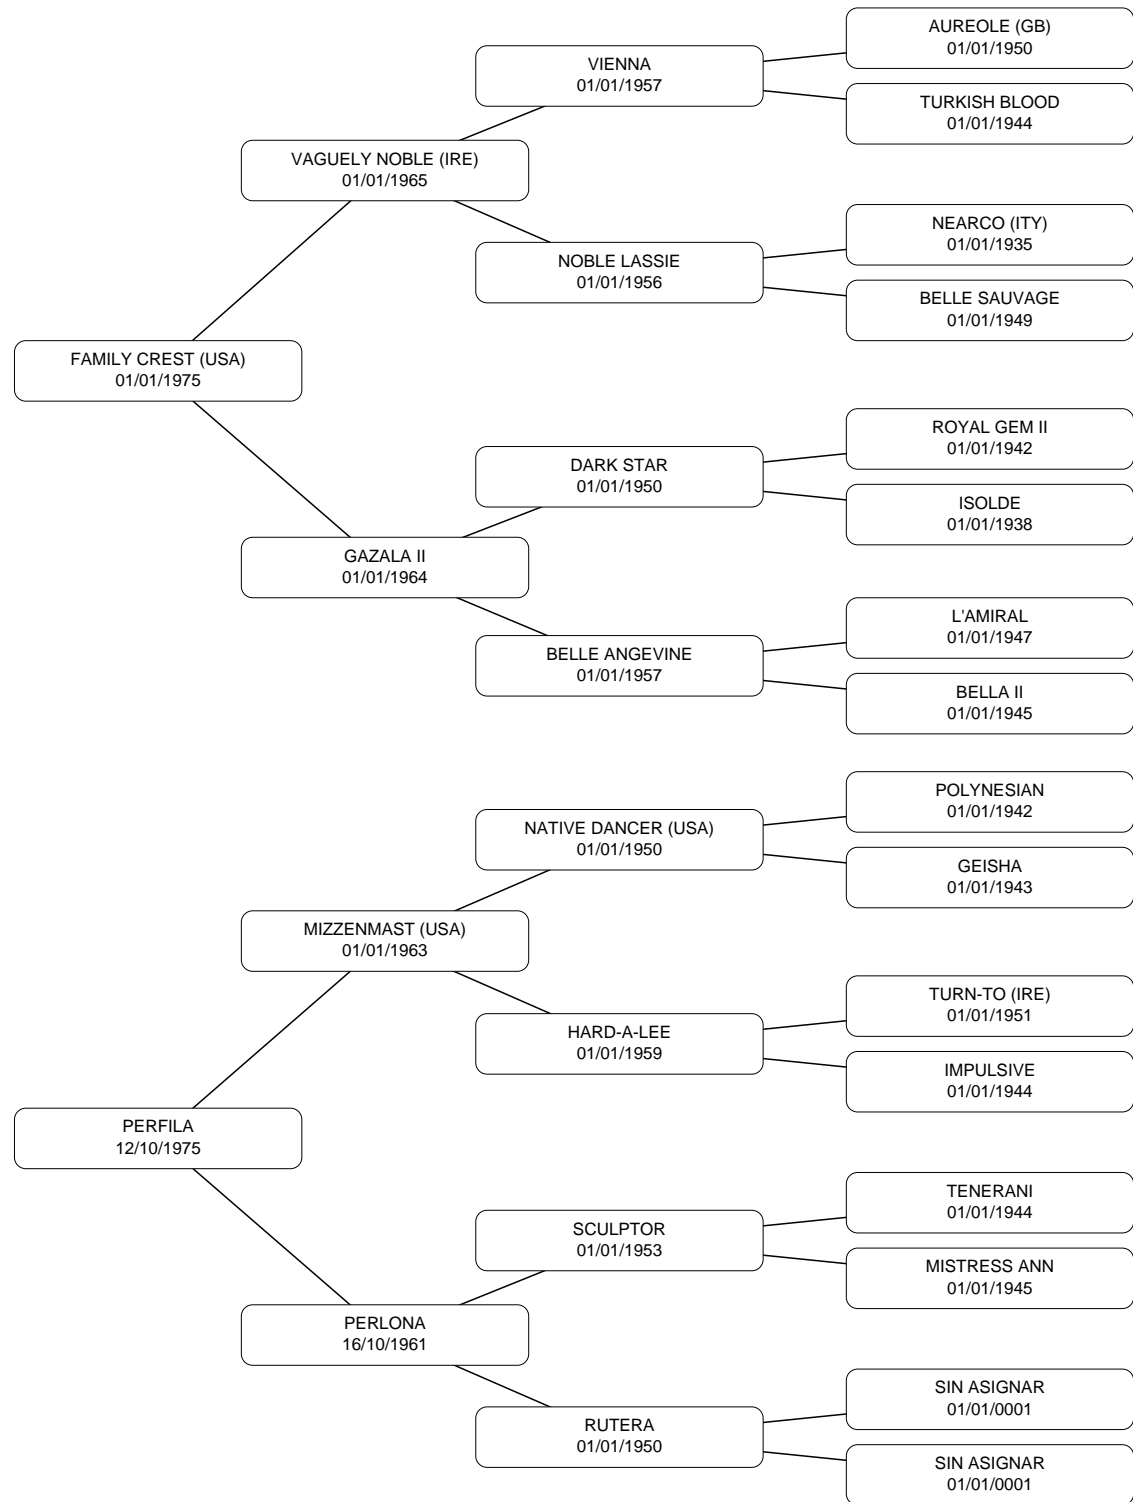 AUREOLE (GB)
01/01/1950
VIENNA
01/01/1957
TURKISH BLOOD
01/01/1944
VAGUELY NOBLE (IRE)
01/01/1965
NEARCO (ITY)
01/01/1935
NOBLE LASSIE
01/01/1956
BELLE SAUVAGE
01/01/1949
FAMILY CREST (USA)
01/01/1975
ROYAL GEM II
01/01/1942
DARK STAR
01/01/1950
ISOLDE
01/01/1938
GAZALA II
01/01/1964
L'AMIRAL
01/01/1947
BELLE ANGEVINE
01/01/1957
BELLA II
01/01/1945
POLYNESIAN
01/01/1942
NATIVE DANCER (USA)
01/01/1950
GEISHA
01/01/1943
MIZZENMAST (USA)
01/01/1963
TURN-TO (IRE)
01/01/1951
HARD-A-LEE
01/01/1959
IMPULSIVE
01/01/1944
PERFILA
12/10/1975
TENERANI
01/01/1944
SCULPTOR
01/01/1953
MISTRESS ANN
01/01/1945
PERLONA
16/10/1961
SIN ASIGNAR
01/01/0001
RUTERA
01/01/1950
SIN ASIGNAR
01/01/0001